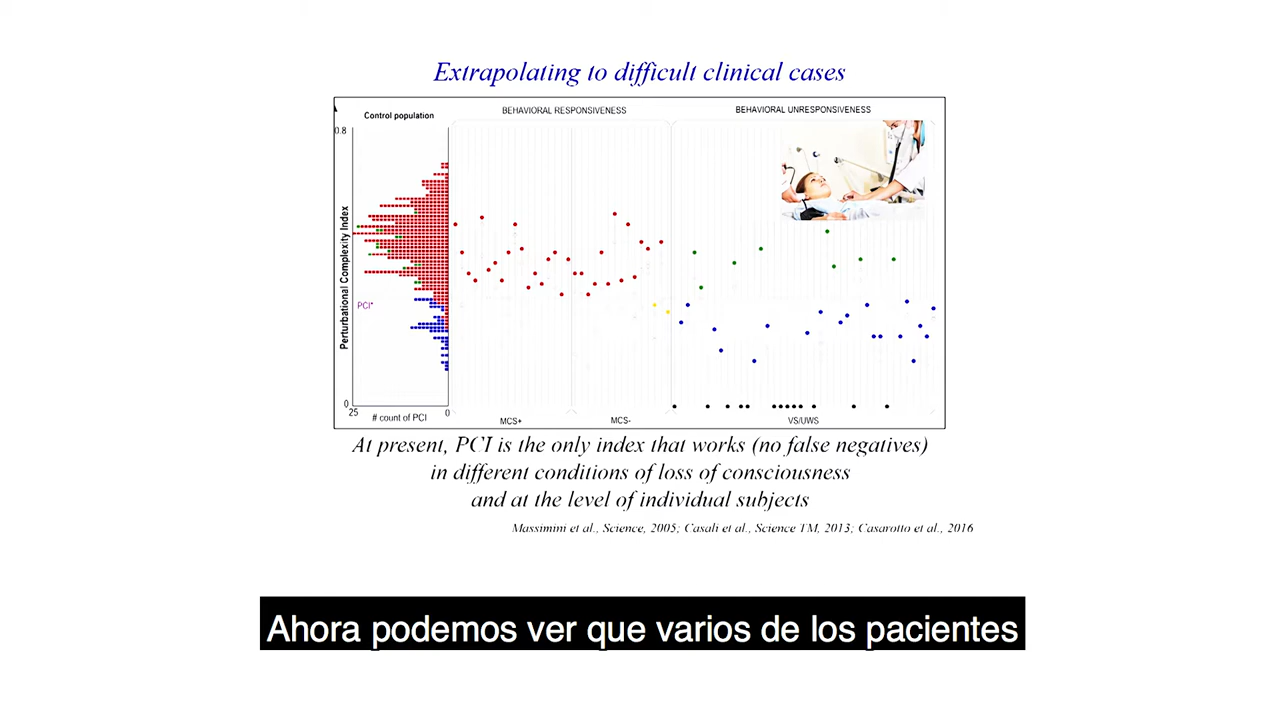 Extrapolating to difficult clinical cases
A
Control population
BEHAVIORAL RESPONSIVENESS
BEHAVIORAL UNRESPONSIVENESS
0.8
Perturbational Complexity Index
PCI*
0
25
0
# count of PCI
MCS+
MCS-
VS/UWS
At present, PCI is the only index that works (no false negatives)
in different conditions of loss of consciousness
and at the level of individual subjects
Massimini et al., Science, 2005; Casali et al., Science TM, 2013; Casarotto et al., 2016
Ahora podemos ver que varios de los pacientes